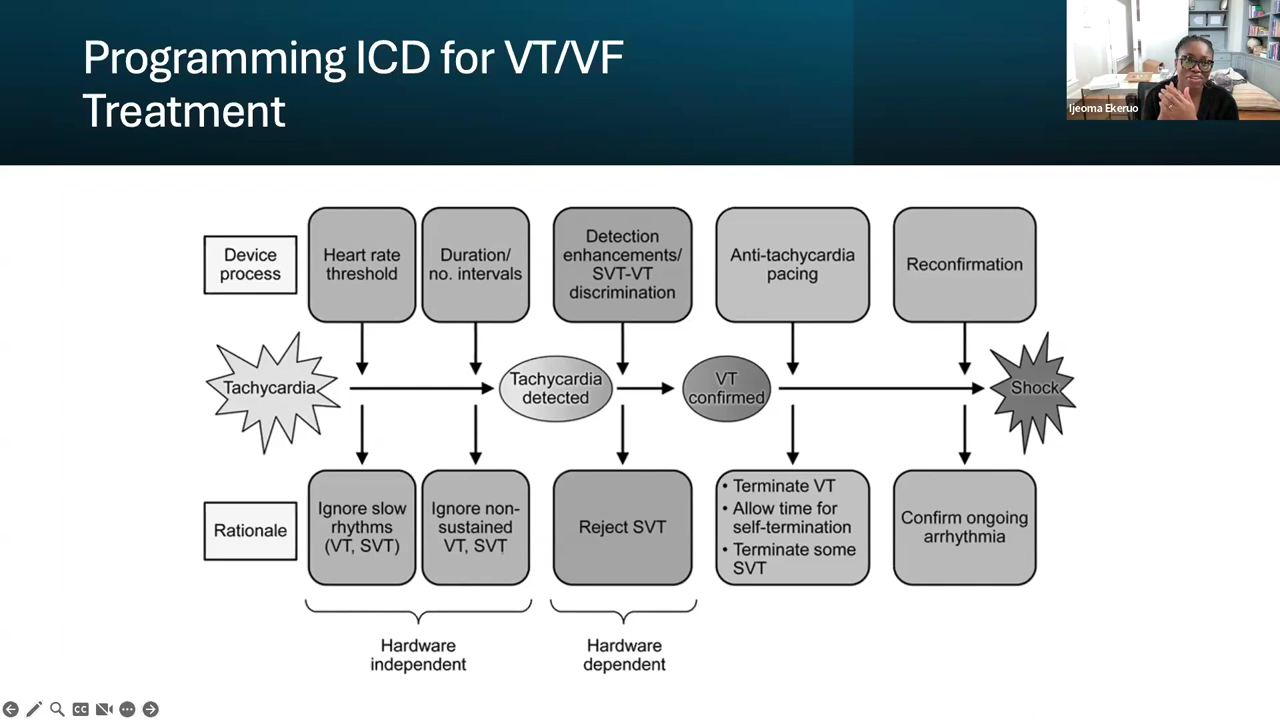 Programming ICD for VT/VF
Treatment
Ijeoma Ekeruo
Device
process
Heart rate
threshold
Duration/
no. intervals
Detection
enhancements/
SVT-VT
discrimination
Anti-tachycardia
pacing
Reconfirmation
Tachycardia
Tachycardia
detected
VT
confirmed
Shock
Rationale
Ignore slow
rhythms
(VT, SVT)
Ignore non-
sustained
VT, SVT
Reject SVT
• Terminate VT
• Allow time for
self-termination
• Terminate some
SVT
Confirm ongoing
arrhythmia
Hardware
independent
Hardware
dependent
CC